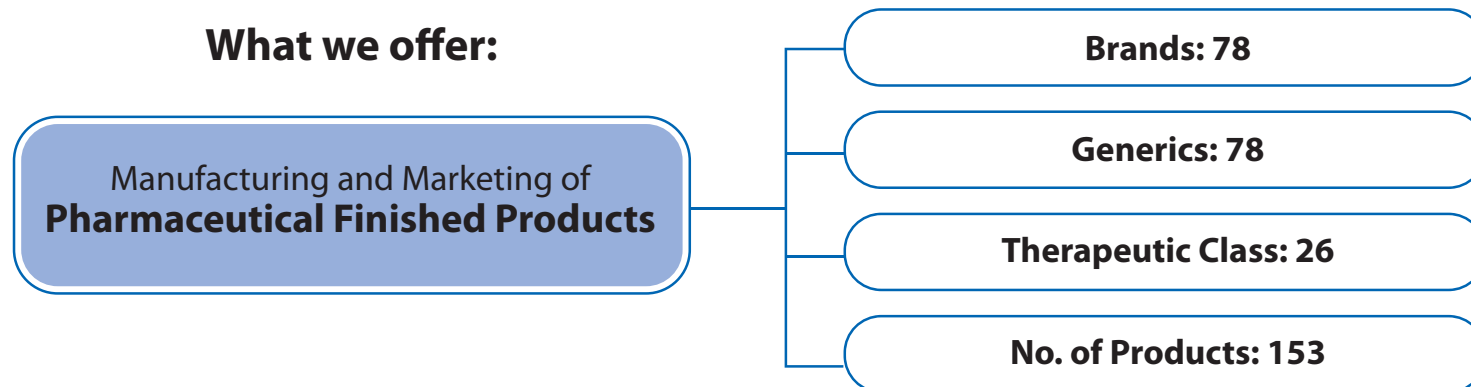 What we offer:
Manufacturing and Marketing of
Pharmaceutical Finished Products
Brands: 78
Generics: 78
Therapeutic Class: 26
No. of Products: 153